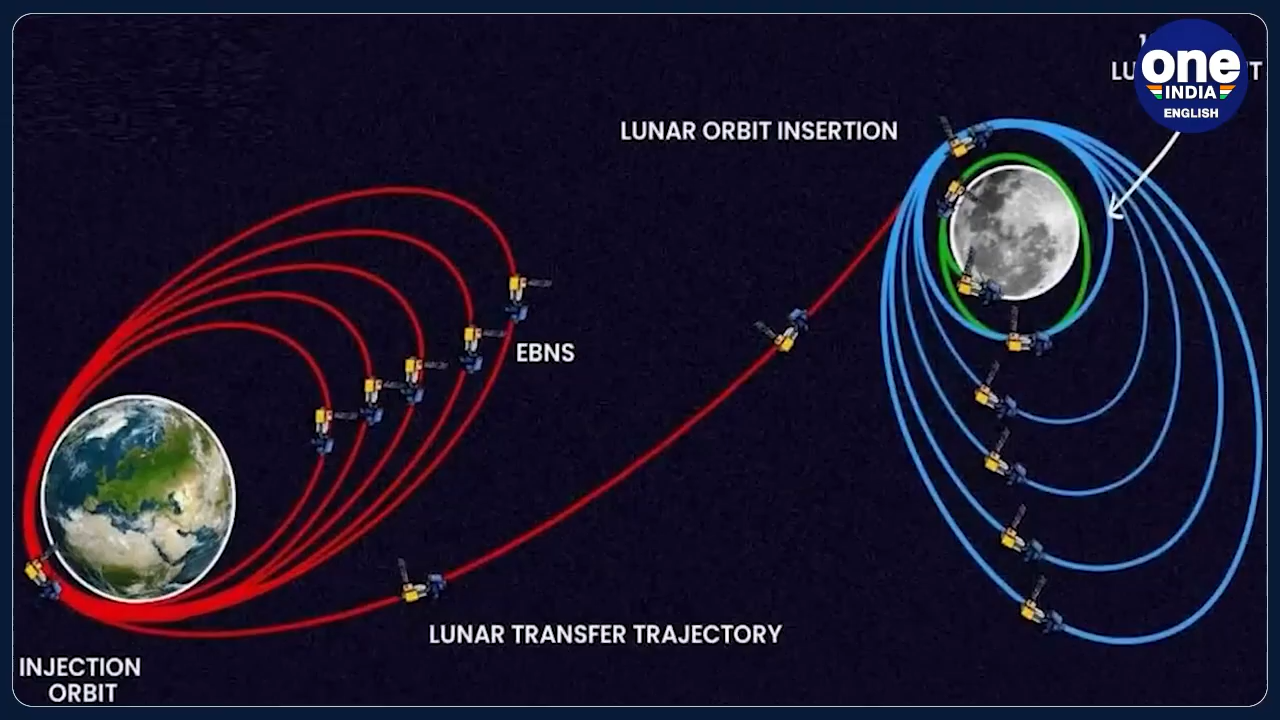 one
INDIA
ENGLISH
LUNAR ORBIT INSERTION
EBNS
LUNAR TRANSFER TRAJECTORY
INJECTION
ORBIT